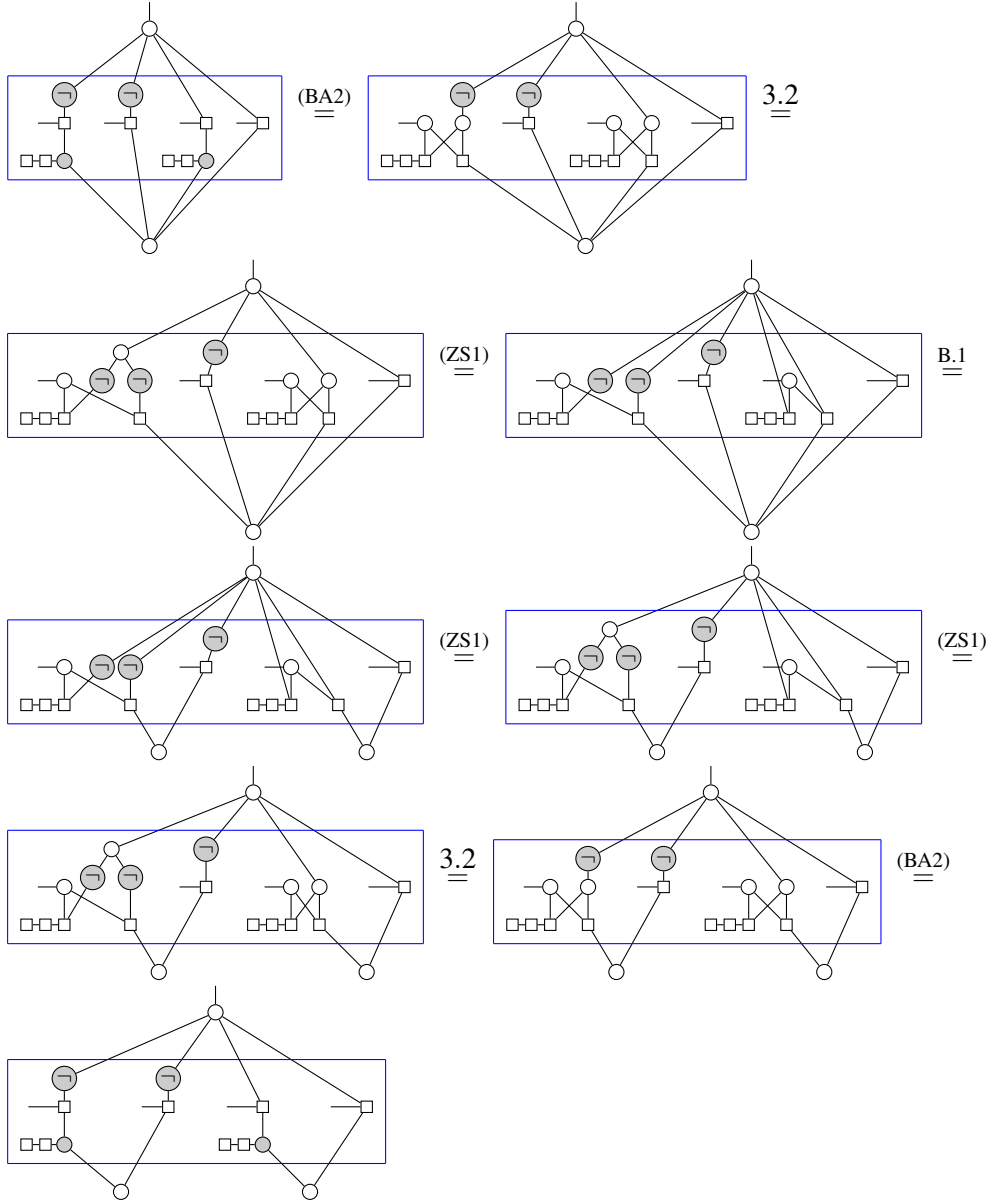 ¬ ¬ (BA2) = ¬ ¬ 3.2 =
¬ ¬ ¬ (ZS1) = ¬ ¬ ¬ B.1 =
¬ ¬ ¬ (ZS1) = ¬ ¬ ¬ (ZS1) =
¬ ¬ ¬ 3.2 = ¬ ¬ (BA2) =
¬ ¬